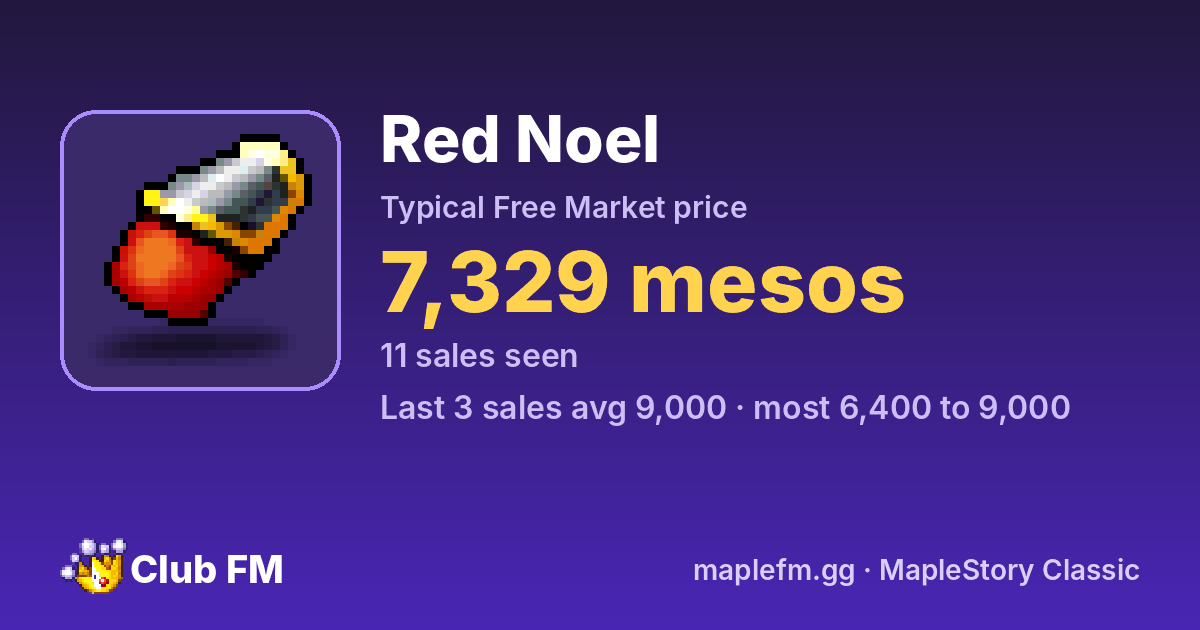 Red Noel
Typical Free Market price
7,329 mesos
11 sales seen
Last 3 sales avg 9,000 · most 6,400 to 9,000
Club FM
maplefm.gg · MapleStory Classic